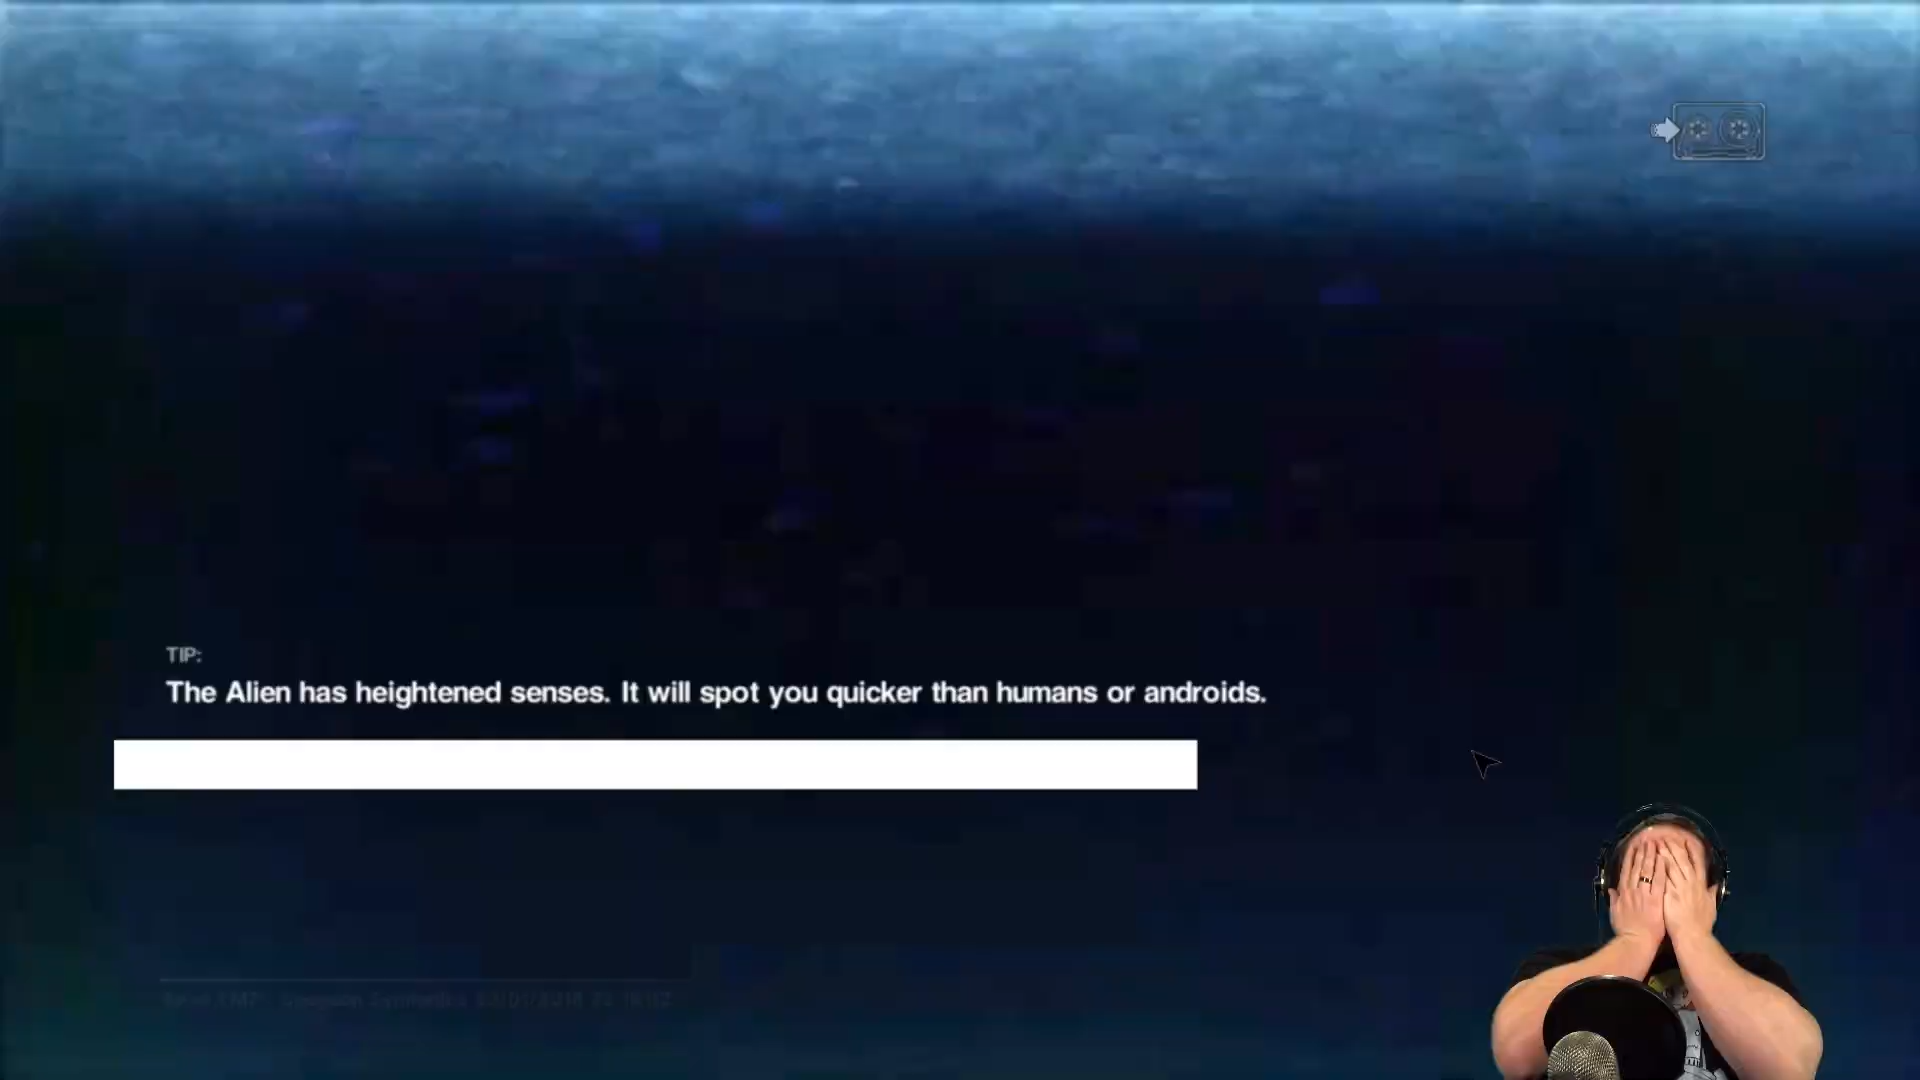 TIP:
The Alien has heightened senses. It will spot you quicker than humans or androids.